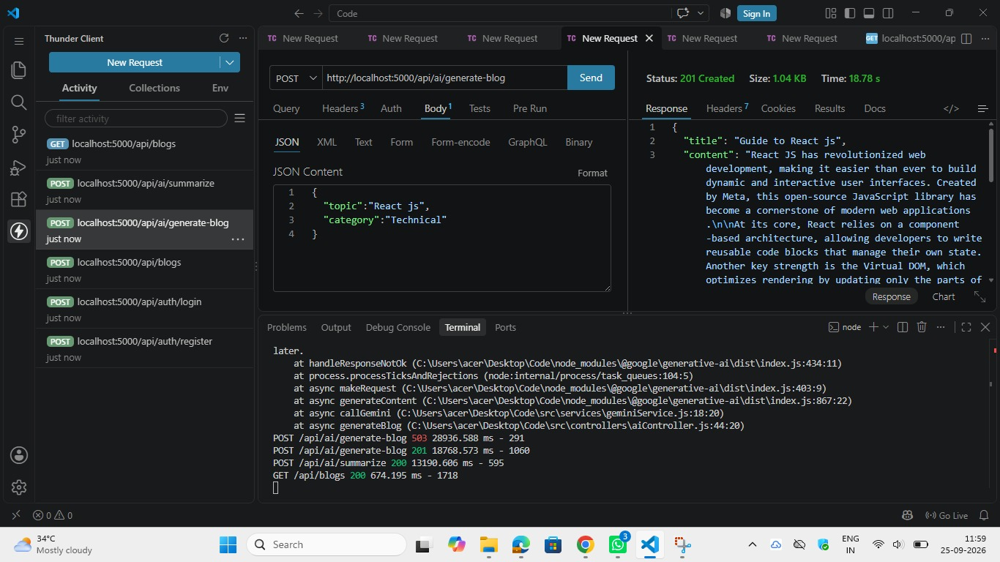 Code
Sign In
Thunder Client
New Request
Activity Collections Env
filter activity
GET localhost:5000/api/blogs
just now
POST localhost:5000/api/ai/summarize
just now
POST localhost:5000/api/ai/generate-blog
just now
POST localhost:5000/api/blogs
just now
POST localhost:5000/api/auth/login
just now
POST localhost:5000/api/auth/register
just now
TC New Request TC New Request TC New Request TC New Request TC New Request TC New Request GET localhost:5000/ap
POST http://localhost:5000/api/ai/generate-blog Send
Query Headers 3 Auth Body 1 Tests Pre Run
JSON XML Text Form Form-encode GraphQL Binary
JSON Content Format
1 {
2 "topic":"React js",
3 "category":"Technical"
4 }
Status: 201 Created Size: 1.04 KB Time: 18.78 s
Response Headers 7 Cookies Results Docs </>
1 {
2 "title": "Guide to React js",
3 "content": "React JS has revolutionized web
development, making it easier than ever to build
dynamic and interactive user interfaces. Created
by Meta, this open-source JavaScript library has
become a cornerstone of modern web applications
.\n\nAt its core, React relies on a component
-based architecture, allowing developers to write
reusable code blocks that manage their own state.
Another key strength is the Virtual DOM, which
optimizes rendering by updating only the parts of
Response Chart
Problems Output Debug Console Terminal Ports node
later.
at handleResponseNotOk (C:\Users\acer\Desktop\Code\node_modules\@google\generative-ai\dist\index.js:434:11)
at process.processTicksAndRejections (node:internal/process/task_queues:104:5)
at async makeRequest (C:\Users\acer\Desktop\Code\node_modules\@google\generative-ai\dist\index.js:403:9)
at async generateContent (C:\Users\acer\Desktop\Code\node_modules\@google\generative-ai\dist\index.js:867:22)
at async callGemini (C:\Users\acer\Desktop\Code\src\services\geminiService.js:18:20)
at async generateBlog (C:\Users\acer\Desktop\Code\src\controllers\aiController.js:44:20)
POST /api/ai/generate-blog 503 28936.588 ms - 291
POST /api/ai/generate-blog 201 18768.573 ms - 1060
POST /api/ai/summarize 200 13190.606 ms - 595
GET /api/blogs 200 674.195 ms - 1718
0 0 Go Live
34°C
Mostly cloudy
Search
3
ENG
IN
11:59
25-09-2026